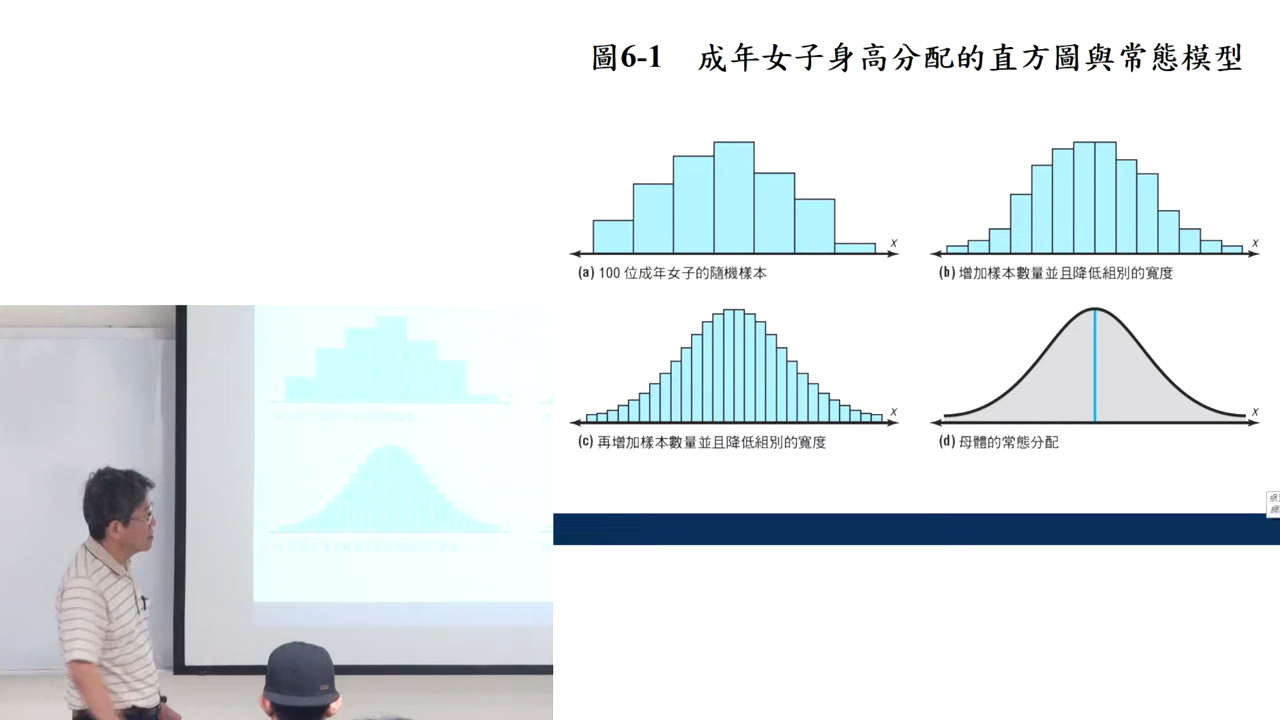 圖6-1 成年女子身高分配的直方圖與常態模型
x
x
(a) 100 位成年女子的隨機樣本
(b) 增加樣本數量並且降低組別的寬度
x
x
(c) 再增加樣本數量並且降低組別的寬度
(d) 母體的常態分配